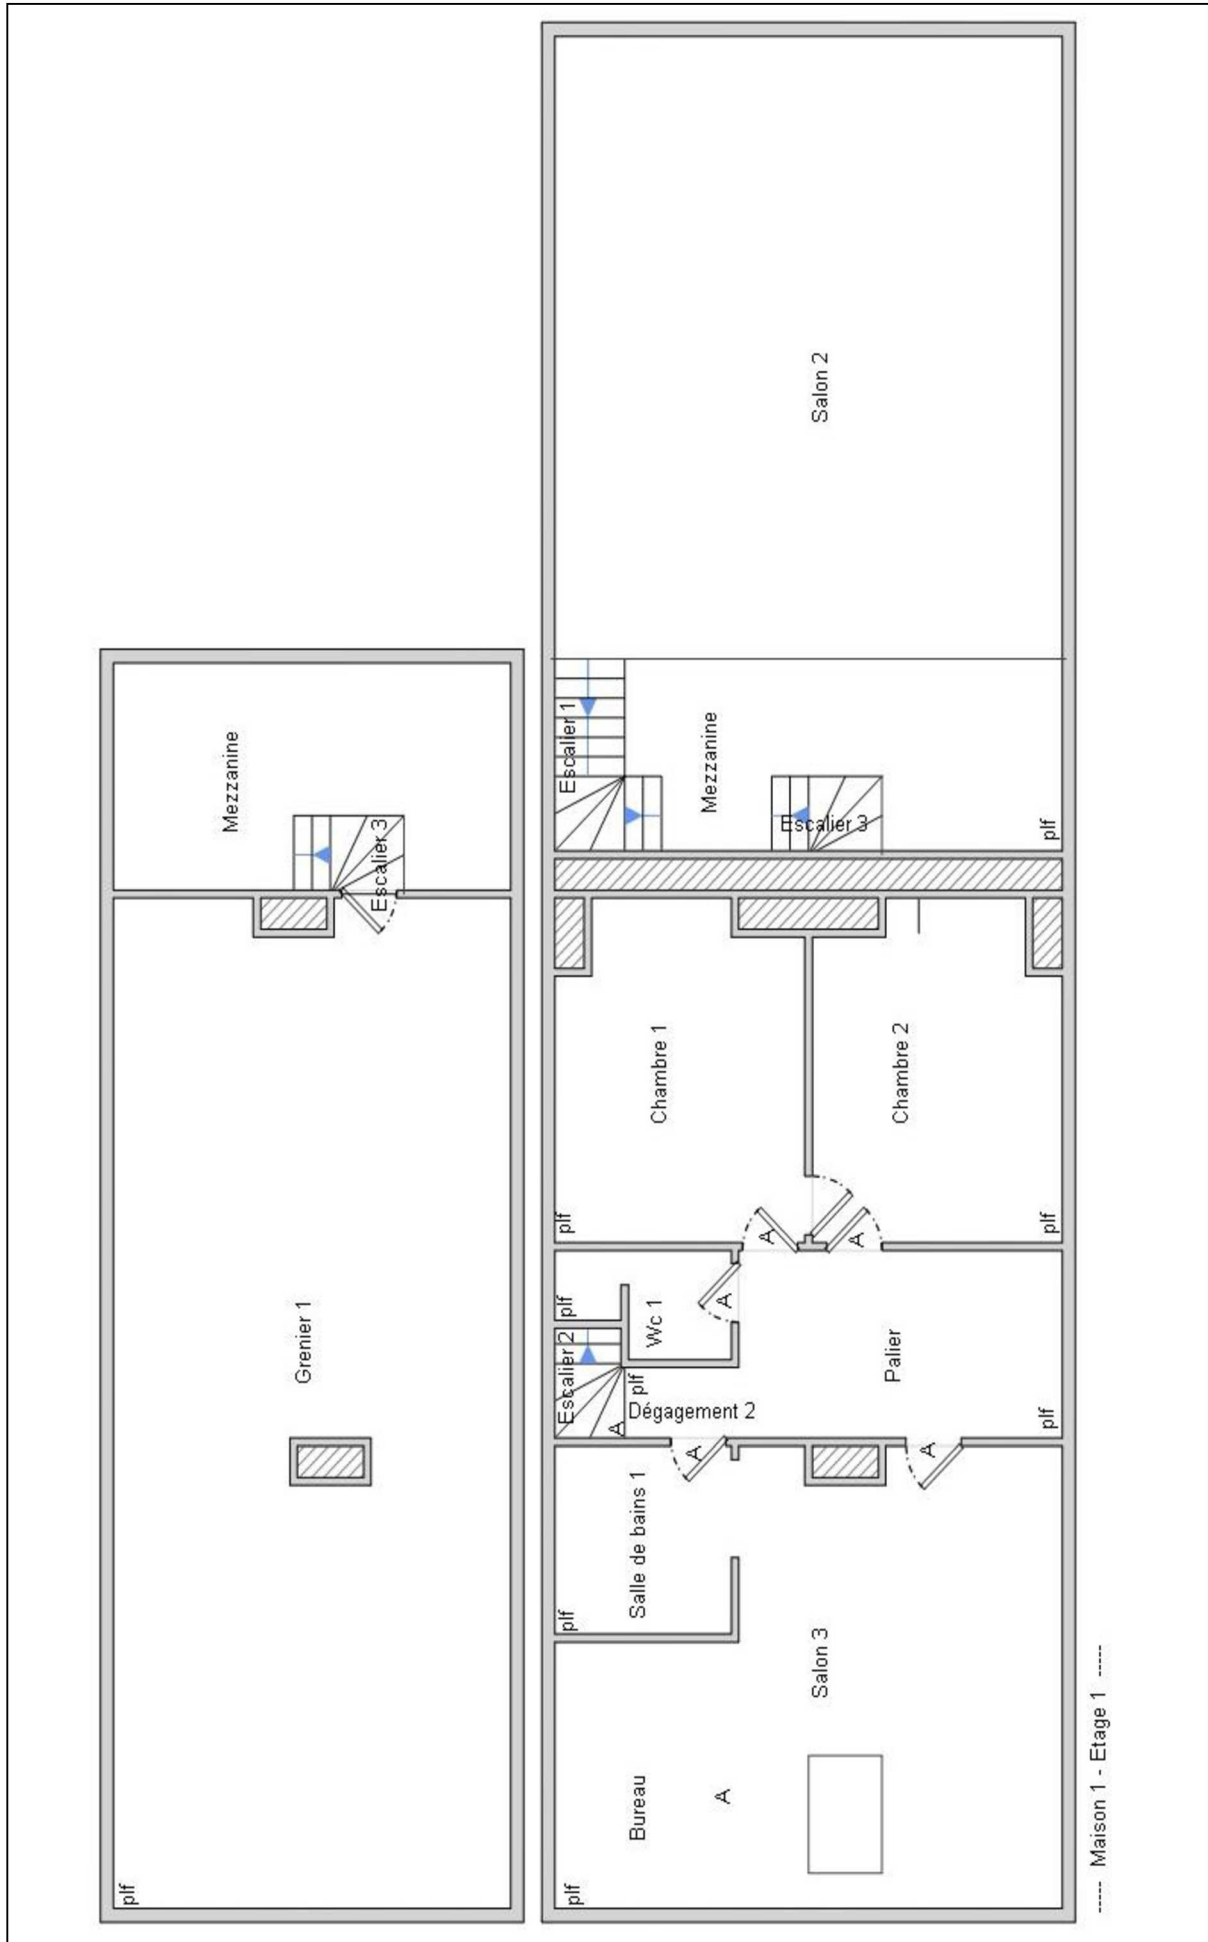 Mezzanine
Escalier 3
Grenier 1
plf
Salon 2
Escalier 1
Mezzanine
Escalier 3
plf
Chambre 1
Chambre 2
plf
A
A
plf
plf
Wc 1
A
Escalier 2
plf
A
Dégagement 2
Palier
plf
A
A
Salle de bains 1
plf
Salon 3
Bureau
A
plf
----- Maison 1 - Etage 1 -----